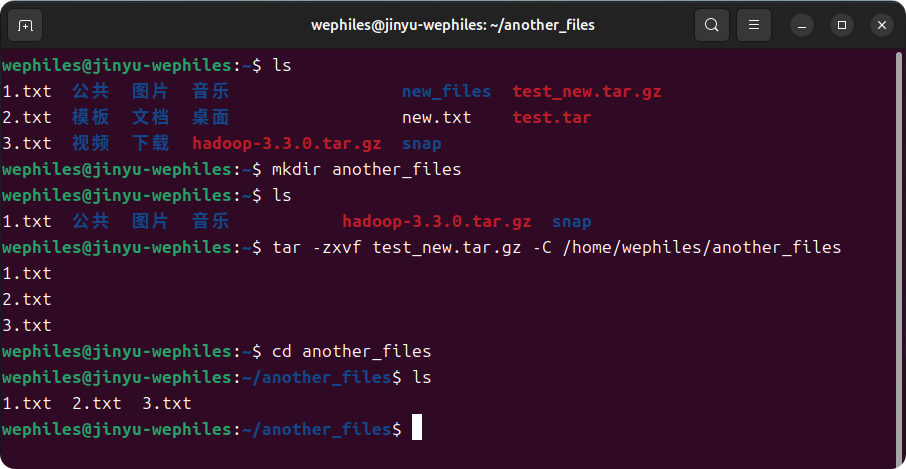 wephiles@jinyu-wephiles: ~/another_files
wephiles@jinyu-wephiles:~$ ls
1.txt 公共 图片 音乐 new_files test_new.tar.gz
2.txt 模板 文档 桌面 new.txt test.tar
3.txt 视频 下载 hadoop-3.3.0.tar.gz snap
wephiles@jinyu-wephiles:~$ mkdir another_files
wephiles@jinyu-wephiles:~$ ls
1.txt 公共 图片 音乐 hadoop-3.3.0.tar.gz snap
wephiles@jinyu-wephiles:~$ tar -zxvf test_new.tar.gz -C /home/wephiles/another_files
1.txt
2.txt
3.txt
wephiles@jinyu-wephiles:~$ cd another_files
wephiles@jinyu-wephiles:~/another_files$ ls
1.txt 2.txt 3.txt
wephiles@jinyu-wephiles:~/another_files$